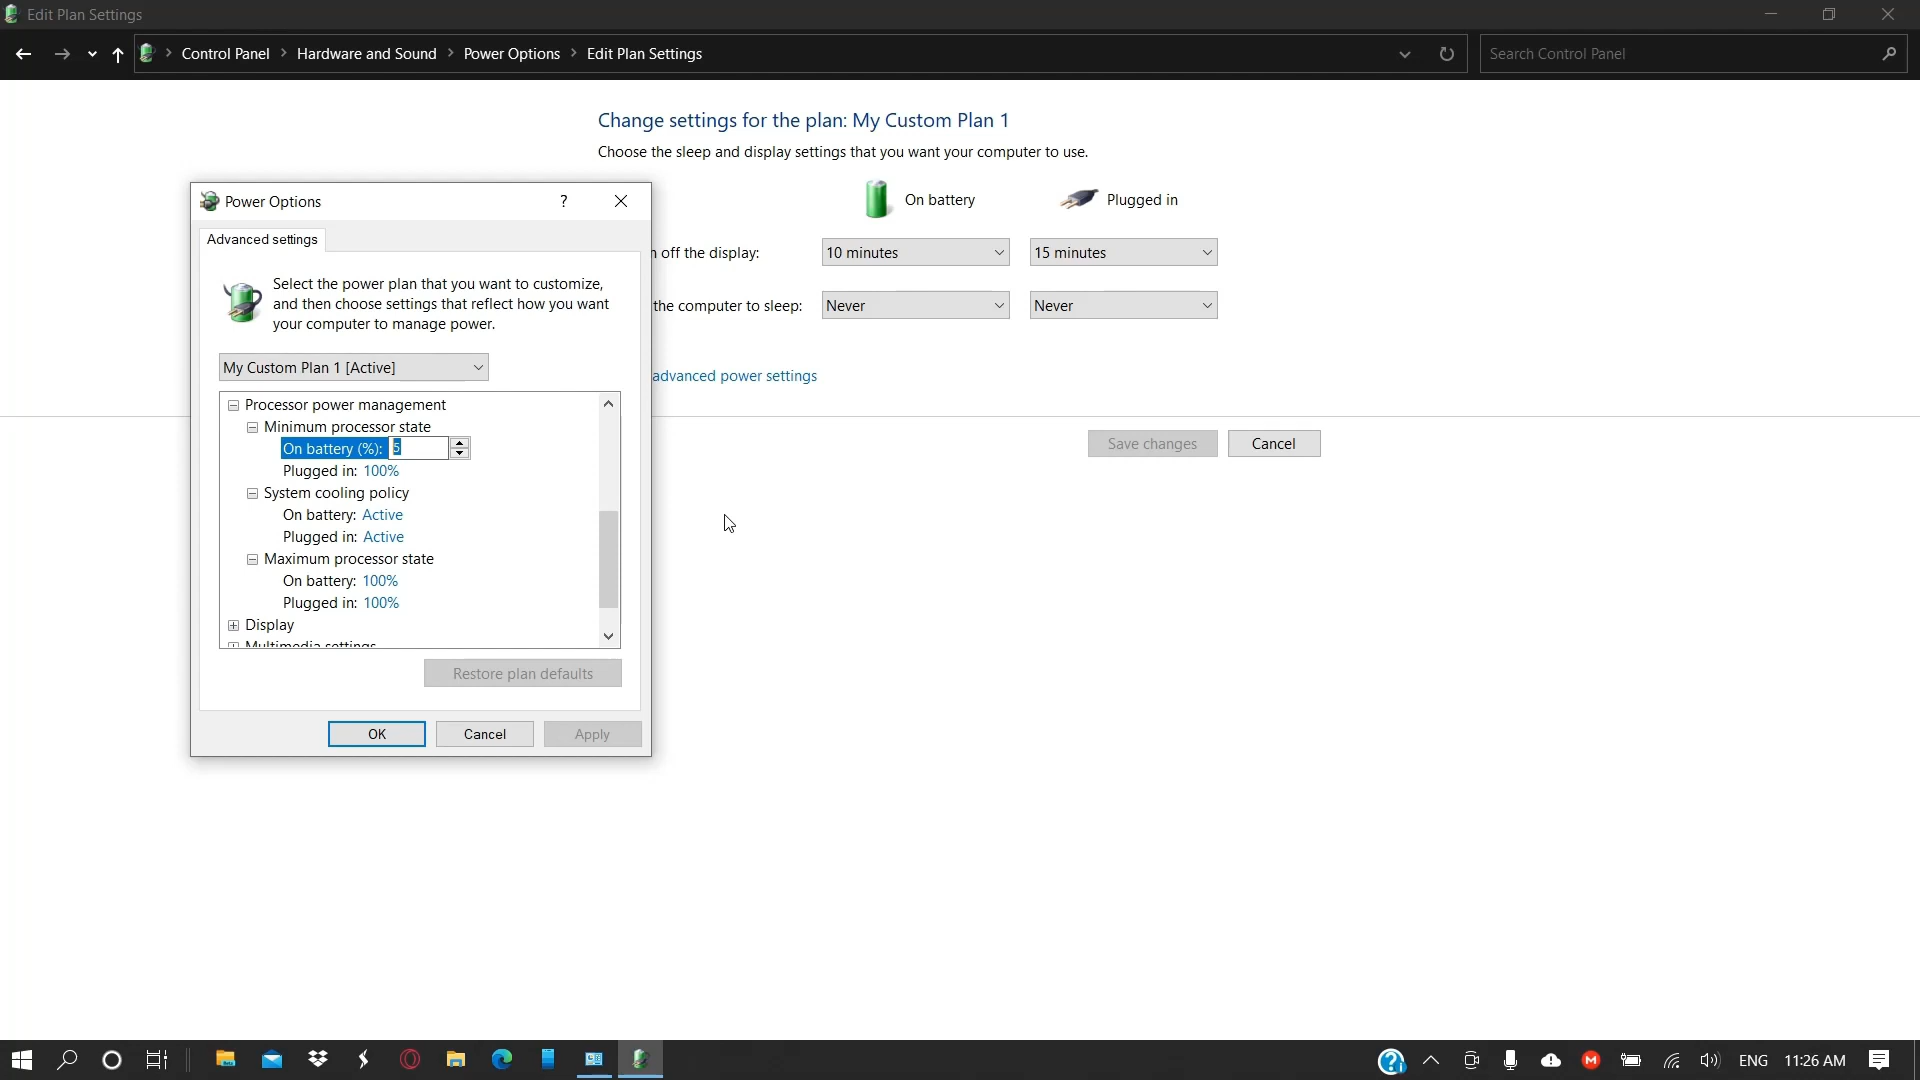 Edit Plan Settings
Control Panel
Hardware and Sound
Power Options
Edit Plan Settings
Search Control Panel
Change settings for the plan: My Custom Plan 1
Choose the sleep and display settings that you want your computer to use.
On battery
Plugged in
off the display:
10 minutes
15 minutes
the computer to sleep:
Never
Never
advanced power settings
Save changes
Cancel
Power Options
?
Advanced settings
Select the power plan that you want to customize,
and then choose settings that reflect how you want
your computer to manage power.
My Custom Plan 1 [Active]
Processor power management
Minimum processor state
On battery (%): 5
Plugged in: 100%
System cooling policy
On battery: Active
Plugged in: Active
Maximum processor state
On battery: 100%
Plugged in: 100%
Display
Multimedia settings
Restore plan defaults
OK
Cancel
Apply
ENG
11:26 AM